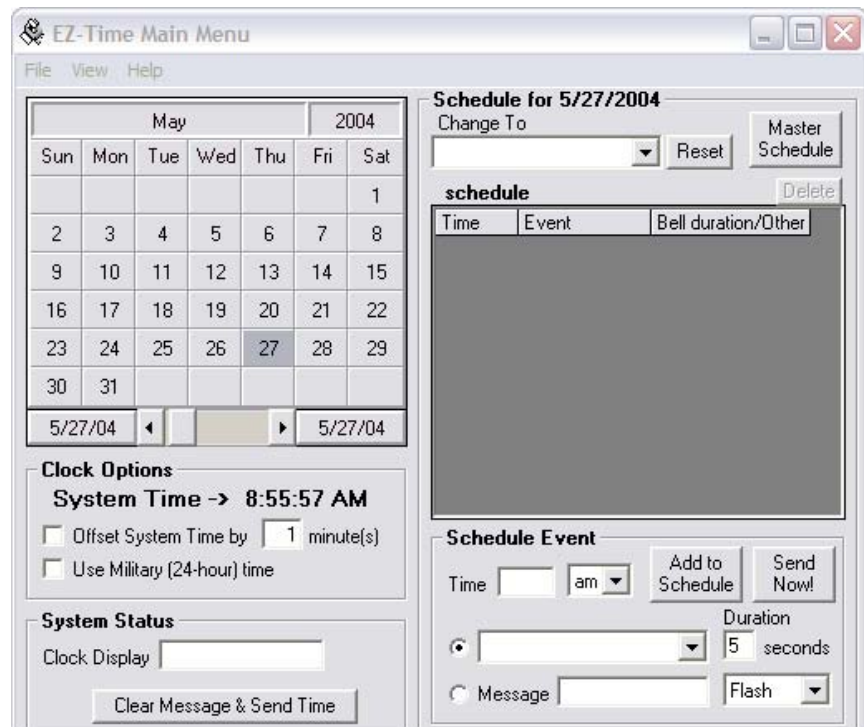 EZ-Time Main Menu
File View Help
May 2004
Sun Mon Tue Wed Thu Fri Sat
1
2 3 4 5 6 7 8
9 10 11 12 13 14 15
16 17 18 19 20 21 22
23 24 25 26 27 28 29
30 31
5/27/04 5/27/04
Clock Options
System Time -> 8:55:57 AM
Offset System Time by 1 minute(s)
Use Military (24-hour) time
System Status
Clock Display
Clear Message & Send Time
Schedule for 5/27/2004
Change To
Reset
Master
Schedule
schedule
Delete
Time Event Bell duration/Other
Schedule Event
Time am
Add to
Schedule
Send
Now!
Duration
5 seconds
Message Flash